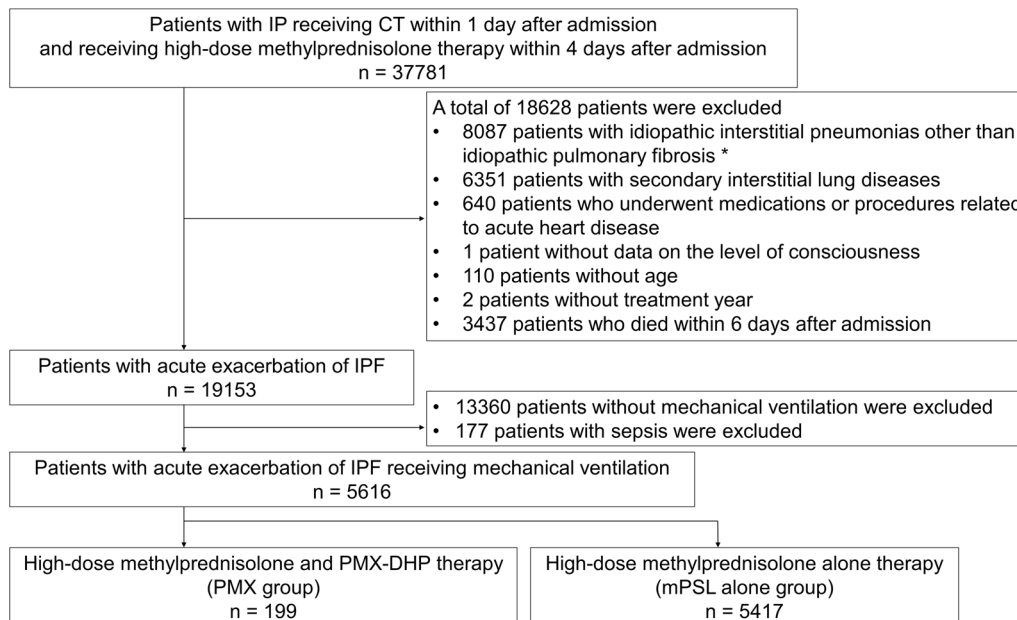 Patients with IP receiving CT within 1 day after admission
and receiving high-dose methylprednisolone therapy within 4 days after admission
n = 37781
A total of 18628 patients were excluded
• 8087 patients with idiopathic interstitial pneumonias other than
idiopathic pulmonary fibrosis *
• 6351 patients with secondary interstitial lung diseases
• 640 patients who underwent medications or procedures related
to acute heart disease
• 1 patient without data on the level of consciousness
• 110 patients without age
• 2 patients without treatment year
• 3437 patients who died within 6 days after admission
Patients with acute exacerbation of IPF
n = 19153
• 13360 patients without mechanical ventilation were excluded
• 177 patients with sepsis were excluded
Patients with acute exacerbation of IPF receiving mechanical ventilation
n = 5616
High-dose methylprednisolone and PMX-DHP therapy
(PMX group)
n = 199
High-dose methylprednisolone alone therapy
(mPSL alone group)
n = 5417